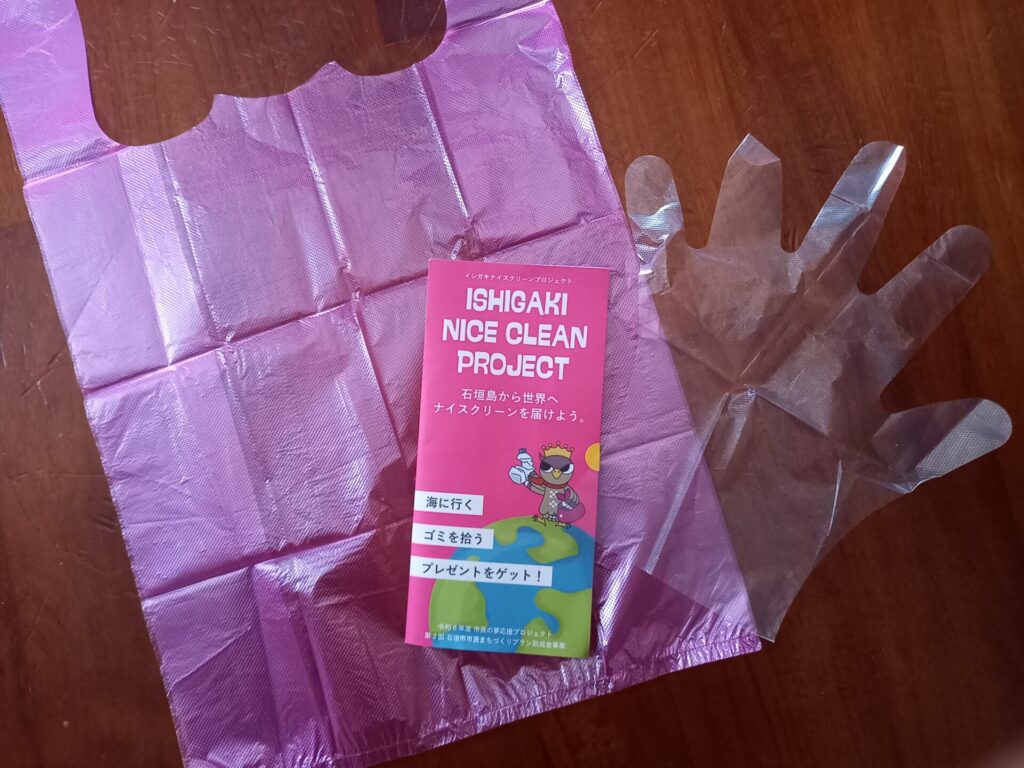 イシガキナイスクリーンプロジェクト
ISHIGAKI
NICE CLEAN
PROJECT
石垣島から世界へ
ナイスクリーンを届けよう。
海に行く
ゴミを拾う
プレゼントをゲット！
令和6年度 市民の夢応援プロジェクト
第2回 石垣市市民まちづくりプラン助成金事業